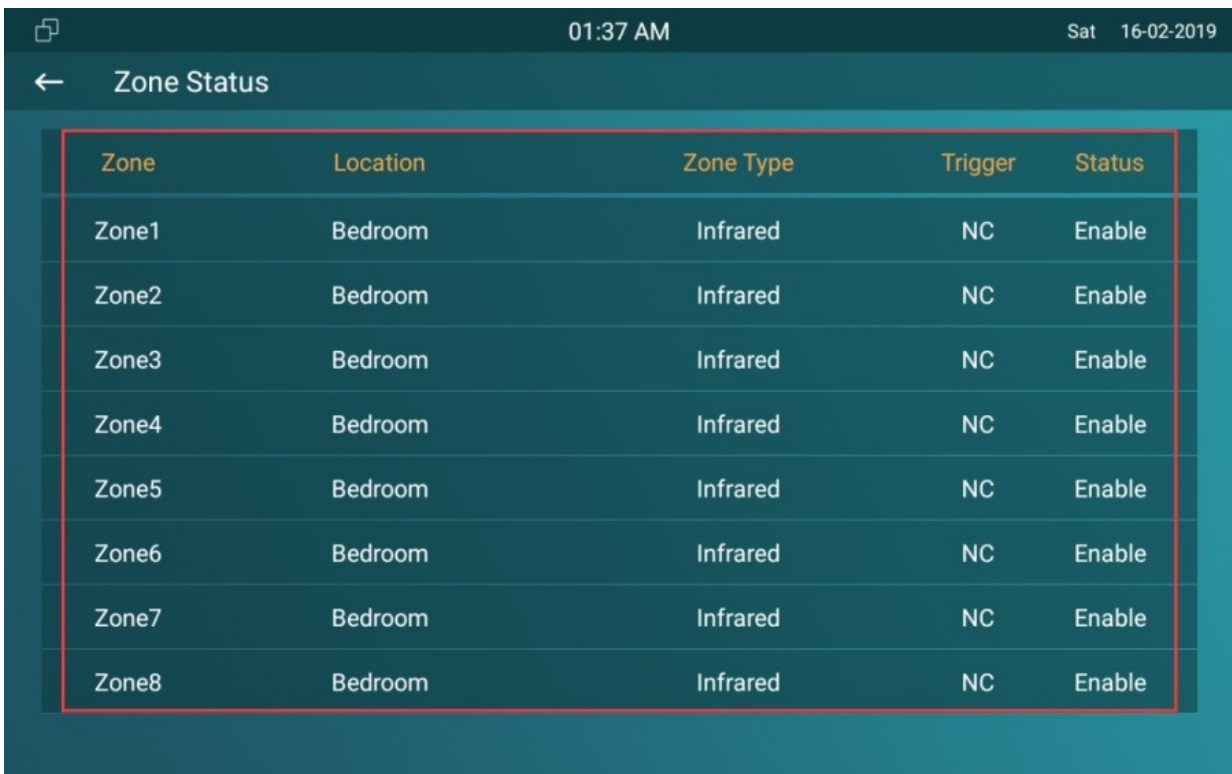 01:37 AM Sat 16-02-2019
Zone Status
Zone Location Zone Type Trigger Status
Zone1 Bedroom Infrared NC Enable
Zone2 Bedroom Infrared NC Enable
Zone3 Bedroom Infrared NC Enable
Zone4 Bedroom Infrared NC Enable
Zone5 Bedroom Infrared NC Enable
Zone6 Bedroom Infrared NC Enable
Zone7 Bedroom Infrared NC Enable
Zone8 Bedroom Infrared NC Enable